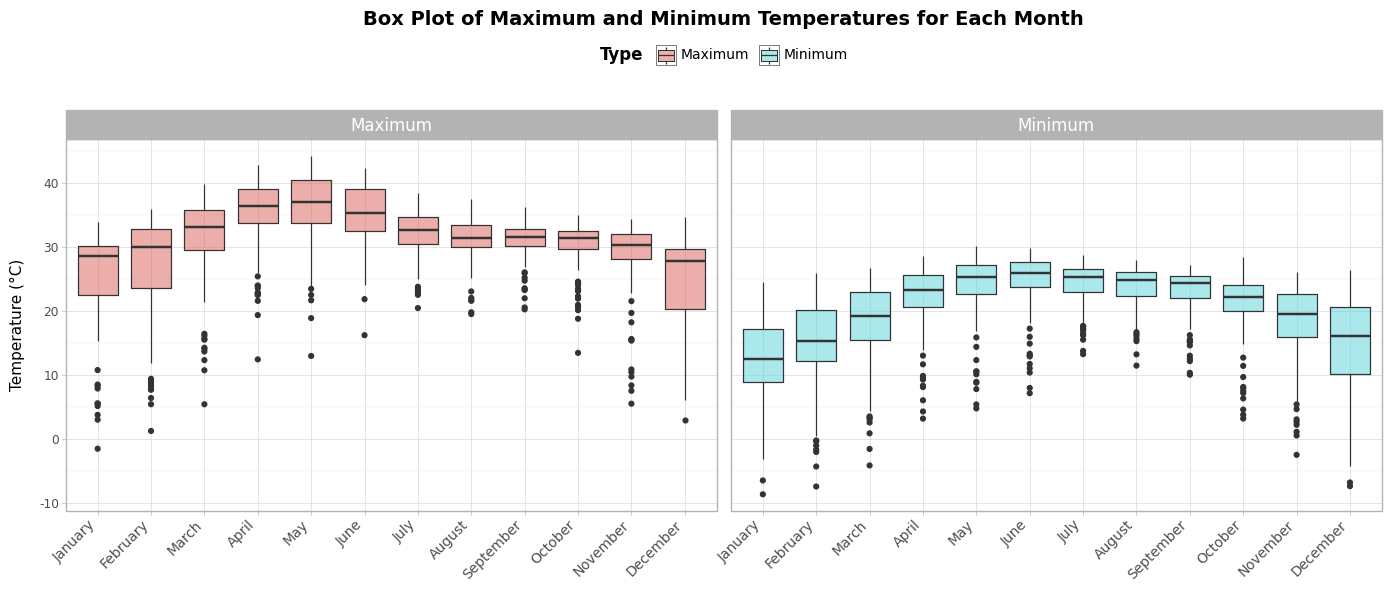 Box Plot of Maximum and Minimum Temperatures for Each Month
Type Maximum Minimum
Maximum Minimum
Temperature (°C)
40
30
20
10
0
-10
January February March April May June July August September October November December
January February March April May June July August September October November December